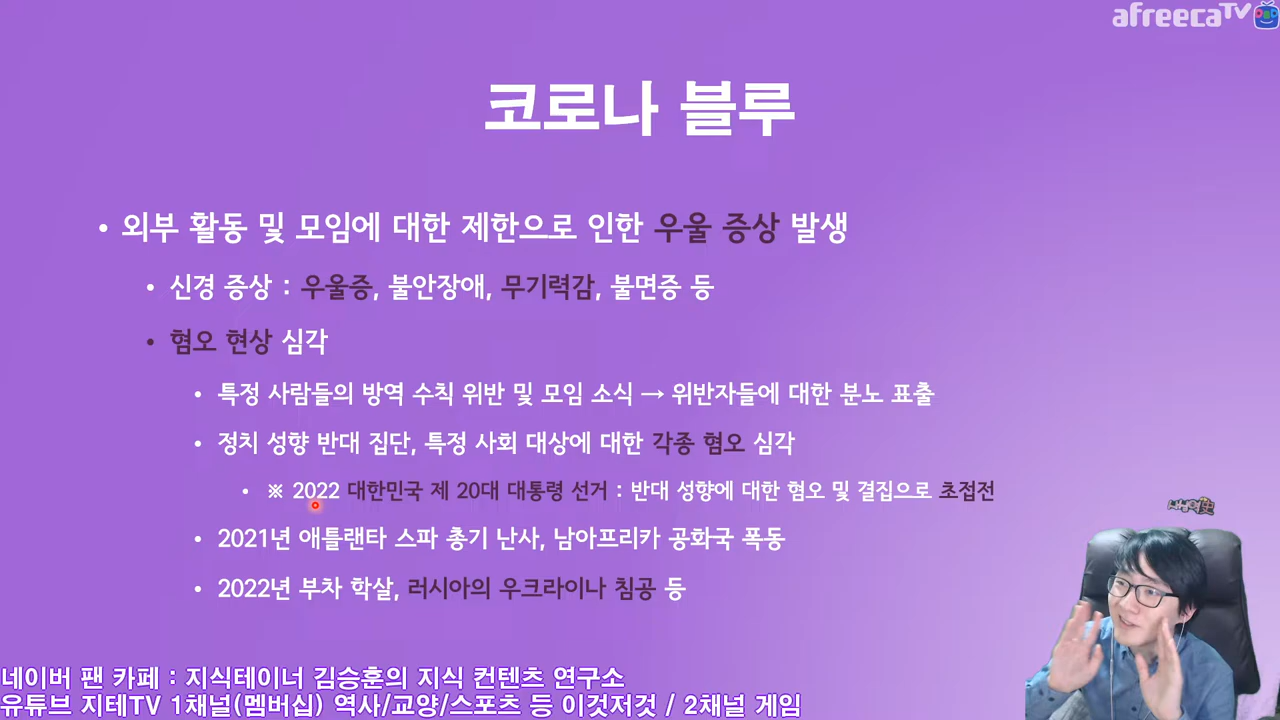 afreecaTV
코로나 블루
• 외부 활동 및 모임에 대한 제한으로 인한 우울 증상 발생
• 신경 증상 : 우울증, 불안장애, 무기력감, 불면증 등
• 혐오 현상 심각
• 특정 사람들의 방역 수칙 위반 및 모임 소식 → 위반자들에 대한 분노 표출
• 정치 성향 반대 집단, 특정 사회 대상에 대한 각종 혐오 심각
• ※ 2022 대한민국 제 20대 대통령 선거 : 반대 성향에 대한 혐오 및 결집으로 초접전
• 2021년 애틀랜타 스파 총기 난사, 남아프리카 공화국 폭동
• 2022년 부차 학살, 러시아의 우크라이나 침공 등
네이버 팬 카페 : 지식테이너 김승훈의 지식 컨텐츠 연구소
유튜브 지테TV 1채널(멤버십) 역사/교양/스포츠 등 이것저것 / 2채널 게임